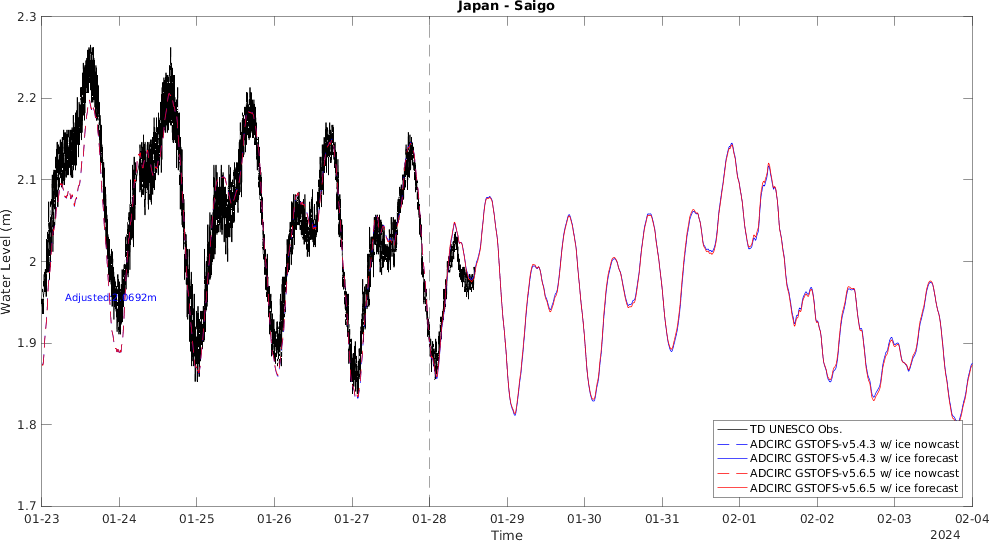 Japan - Saigo
2.3
2.2
2.1
2
1.9
1.8
1.7
Water Level (m)
01-23
01-24
01-25
01-26
01-27
01-28
01-29
01-30
01-31
02-01
02-02
02-03
02-04
Time
2024
TD UNESCO Obs.
ADCIRC GSTOFS-v5.4.3 w/ ice nowcast
ADCIRC GSTOFS-v5.4.3 w/ ice forecast
ADCIRC GSTOFS-v5.6.5 w/ ice nowcast
ADCIRC GSTOFS-v5.6.5 w/ ice forecast